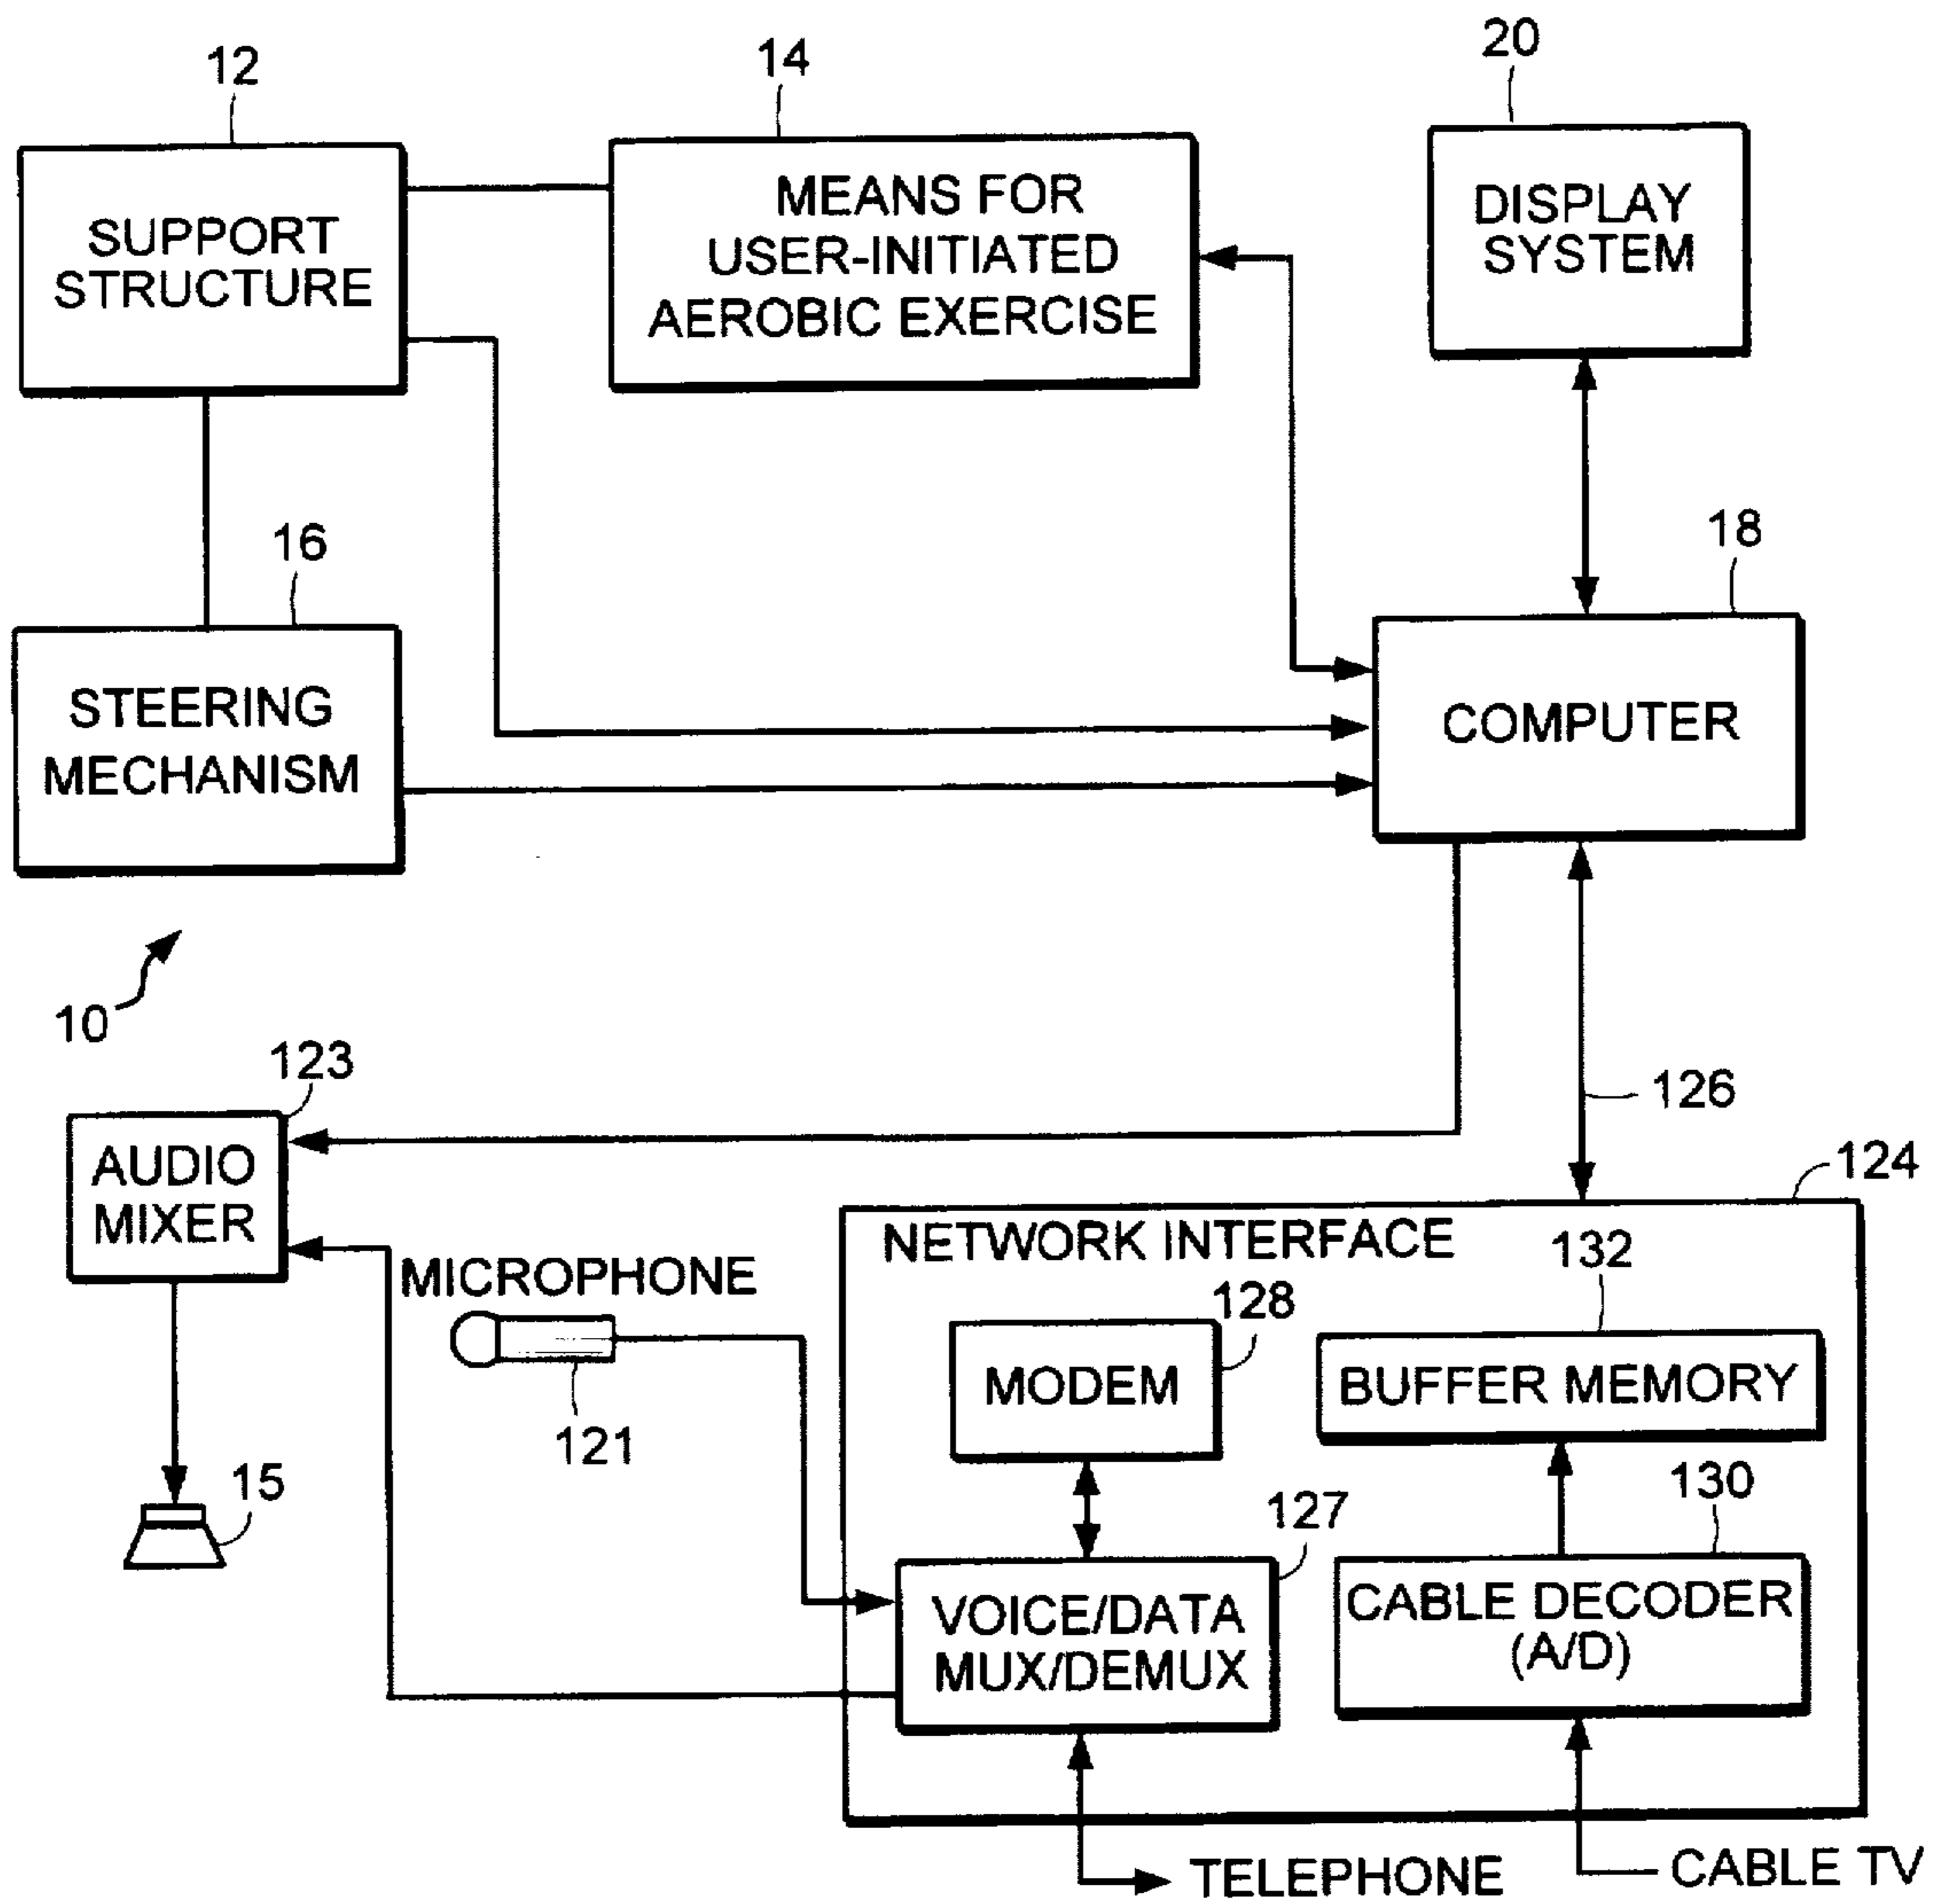 12
14
20
SUPPORT
STRUCTURE
MEANS FOR
USER-INITIATED
AEROBIC EXERCISE
DISPLAY
SYSTEM
16
18
STEERING
MECHANISM
COMPUTER
10
123
126
124
AUDIO
MIXER
NETWORK INTERFACE
MICROPHONE
121
128
132
MODEM
BUFFER MEMORY
15
127
130
VOICE/DATA
MUX/DEMUX
CABLE DECODER
(A/D)
TELEPHONE
CABLE TV